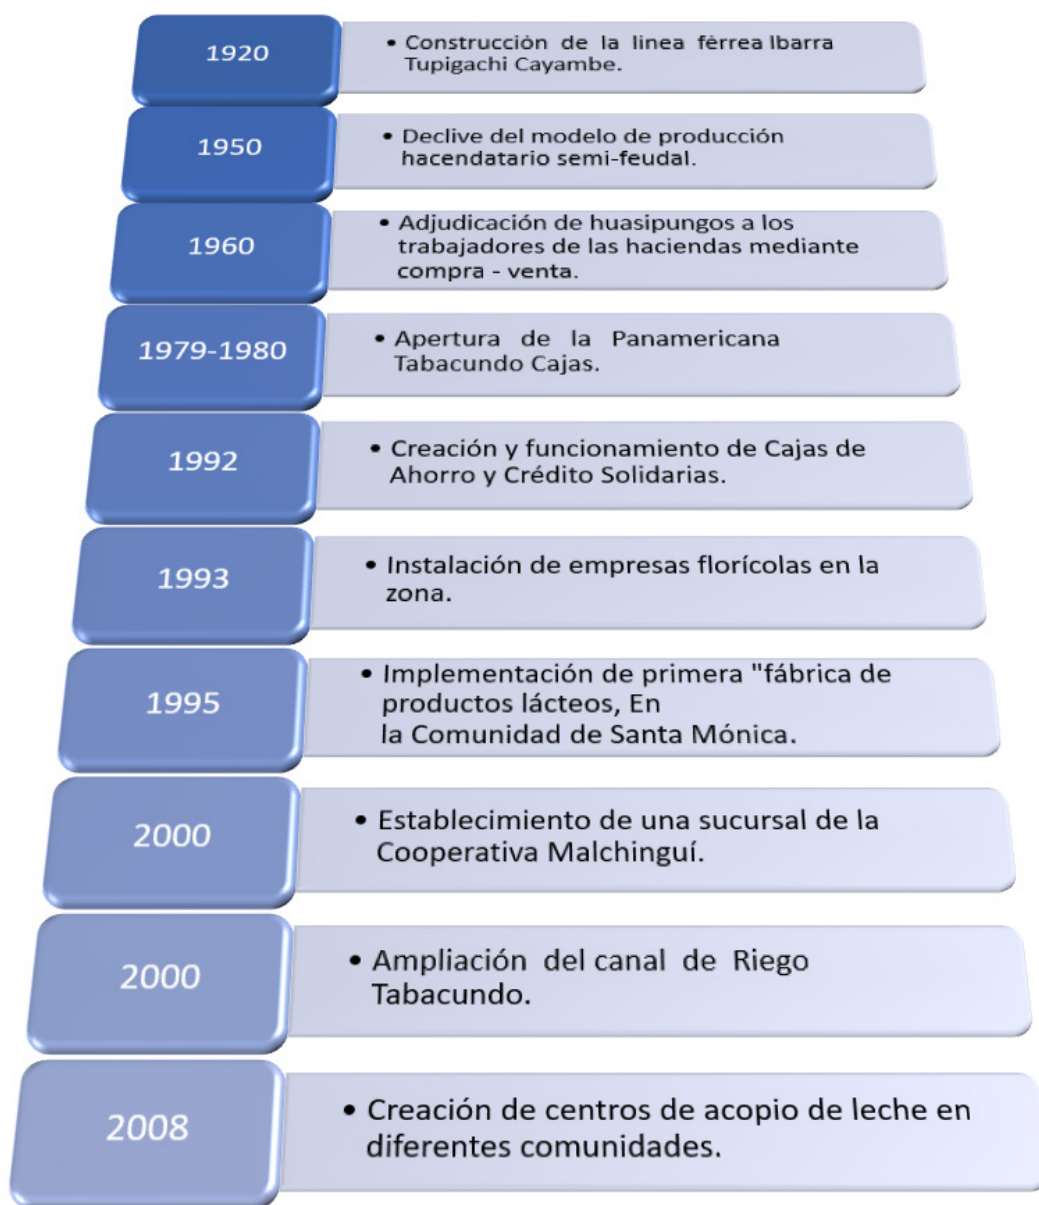 1920
• Construcción de la linea férrea Ibarra
Tupigachi Cayambe.
1950
• Declive del modelo de producción
hacendatario semi-feudal.
1960
• Adjudicación de huasipungos a los
trabajadores de las haciendas mediante
compra - venta.
1979-1980
• Apertura de la Panamericana
Tabacundo Cajas.
1992
• Creación y funcionamiento de Cajas de
Ahorro y Crédito Solidarias.
1993
• Instalación de empresas florícolas en la
zona.
1995
• Implementación de primera "fábrica de
productos lácteos, En
la Comunidad de Santa Mónica.
2000
• Establecimiento de una sucursal de la
Cooperativa Malchinguí.
2000
• Ampliación del canal de Riego
Tabacundo.
2008
• Creación de centros de acopio de leche en
diferentes comunidades.